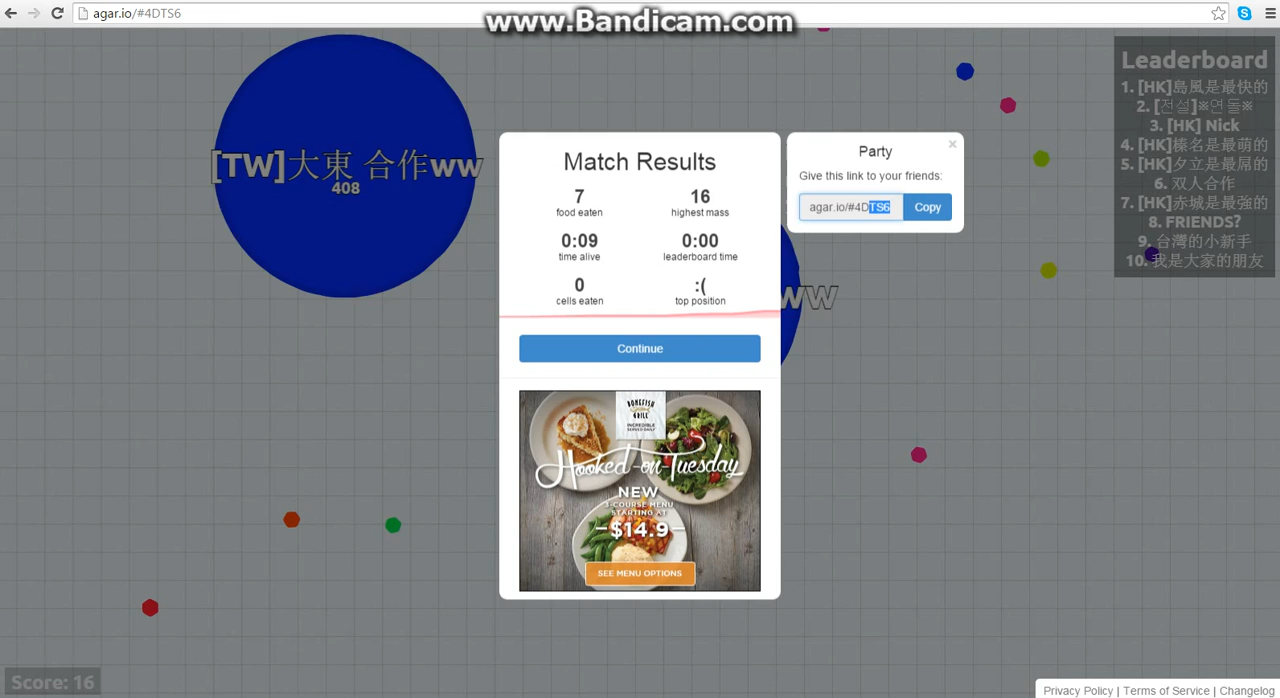 agar.io/#4DTS6
www.Bandicam.com
Leaderboard
1. [HK]島風是最快的
2. [전설]※연돌※
3. [HK] Nick
4. [HK]榛名是最萌的
5. [HK]夕立是最屌的
6. 双人合作
7. [HK]赤城是最強的
8. FRIENDS?
9. 台灣的小新手
10. 我是大家的朋友
[TW]大東 合作ww
408
Match Results
7
food eaten
16
highest mass
0:09
time alive
0:00
leaderboard time
0
cells eaten
:(
top position
Continue
Party
×
Give this link to your friends:
agar.io/#4DTS6
Copy
ww
BONEFISH
GRILL
INCREDIBLE
SERVED DAILY
Hooked-on-Tuesday
NEW
3-COURSE MENU
STARTING AT
$14.9
SEE MENU OPTIONS
Score: 16
Privacy Policy | Terms of Service | Changelog